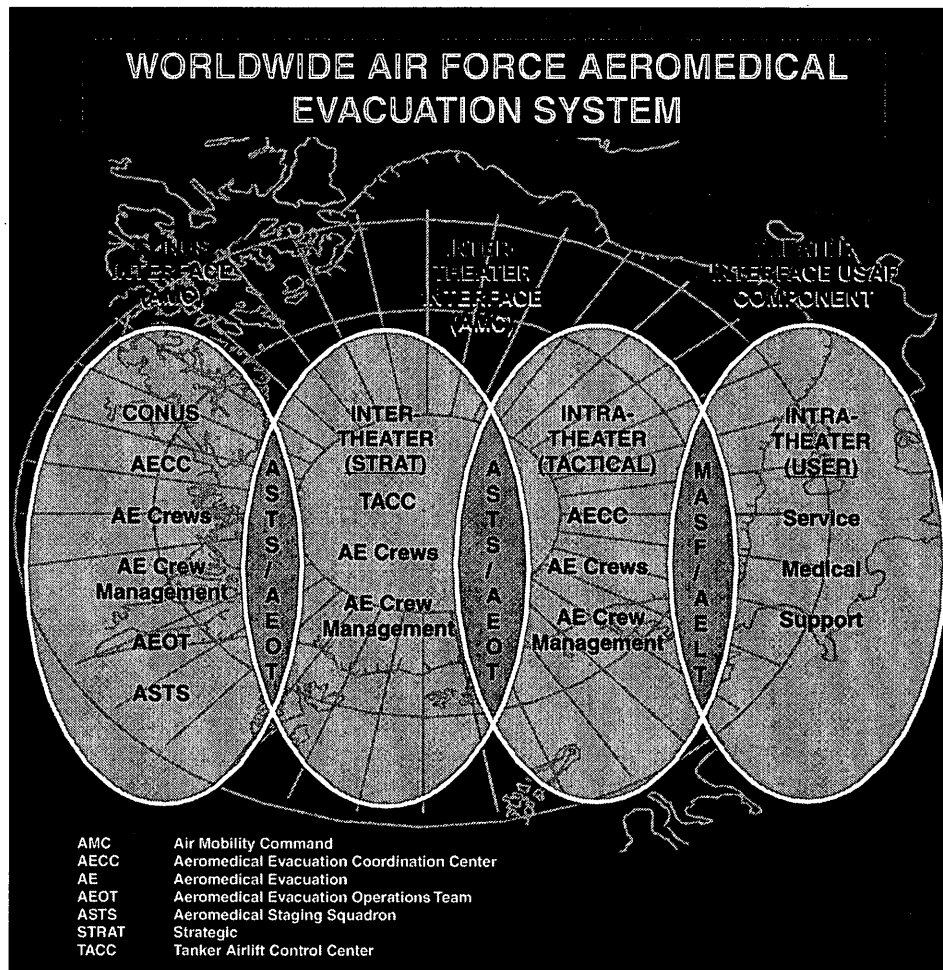 WORLDWIDE AIR FORCE AEROMEDICAL
EVACUATION SYSTEM
CONUS
INTERFACE
(AMC)
INTER-
THEATER
INTERFACE
(AMC)
THEATER
INTERFACE USAF
COMPONENT
CONUS
AECC
AE Crews
AE Crew
Management
AEOT
ASTS
ASTS/AEOT
INTER-
THEATER
(STRAT)
TACC
AE Crews
AE Crew
Management
ASTS/AEOT
INTRA-
THEATER
(TACTICAL)
AECC
AE Crews
AE Crew
Management
MASF/AELT
INTRA-
THEATER
(USER)
Service
Medical
Support
AMC Air Mobility Command
AECC Aeromedical Evacuation Coordination Center
AE Aeromedical Evacuation
AEOT Aeromedical Evacuation Operations Team
ASTS Aeromedical Staging Squadron
STRAT Strategic
TACC Tanker Airlift Control Center